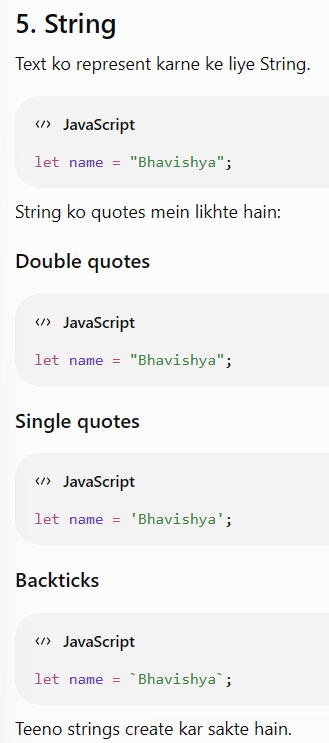 5. String
Text ko represent karne ke liye String.
</> JavaScript
let name = "Bhavishya";
String ko quotes mein likhte hain:
Double quotes
</> JavaScript
let name = "Bhavishya";
Single quotes
</> JavaScript
let name = 'Bhavishya';
Backticks
</> JavaScript
let name = `Bhavishya`;
Teeno strings create kar sakte hain.